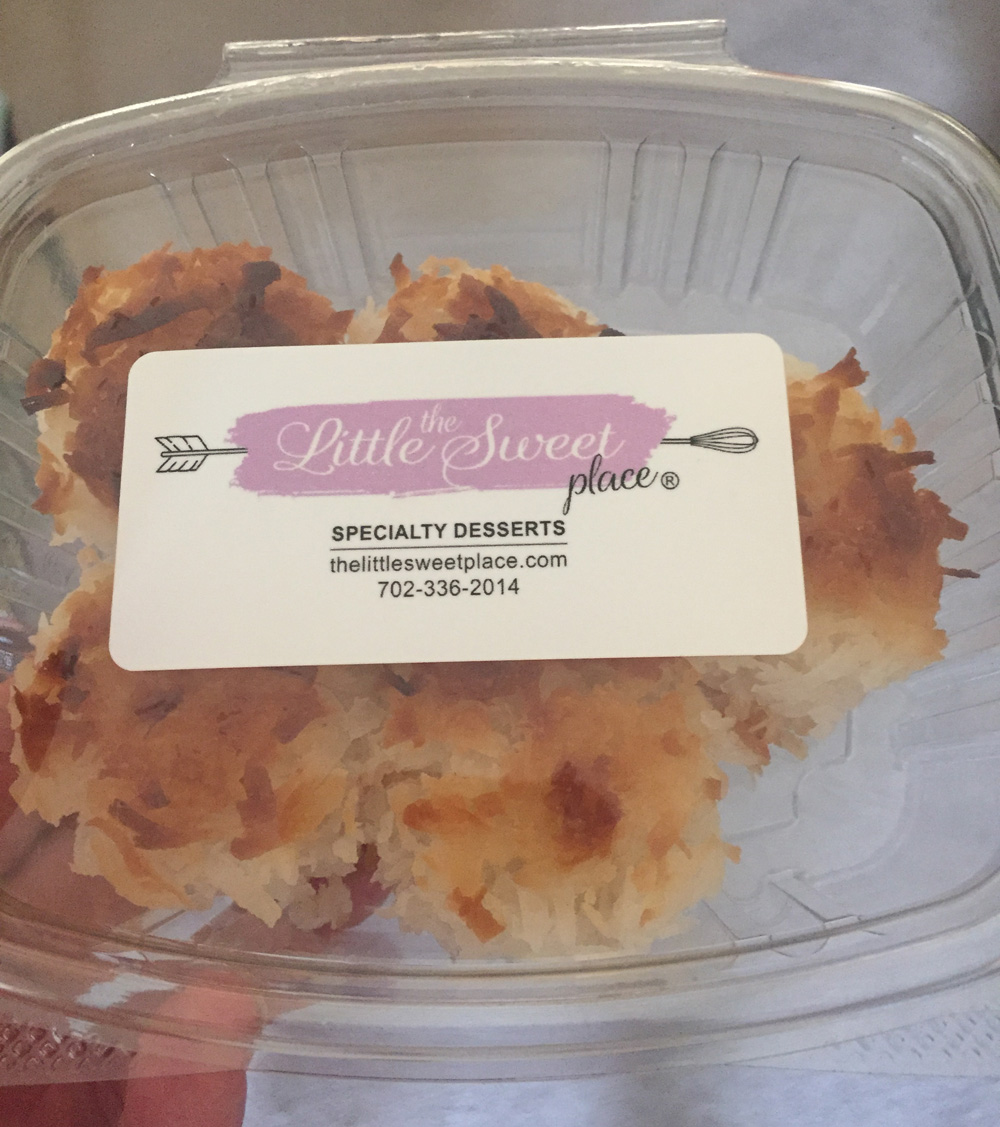 the
Little Sweet
place®
SPECIALTY DESSERTS
thelittlesweetplace.com
702-336-2014